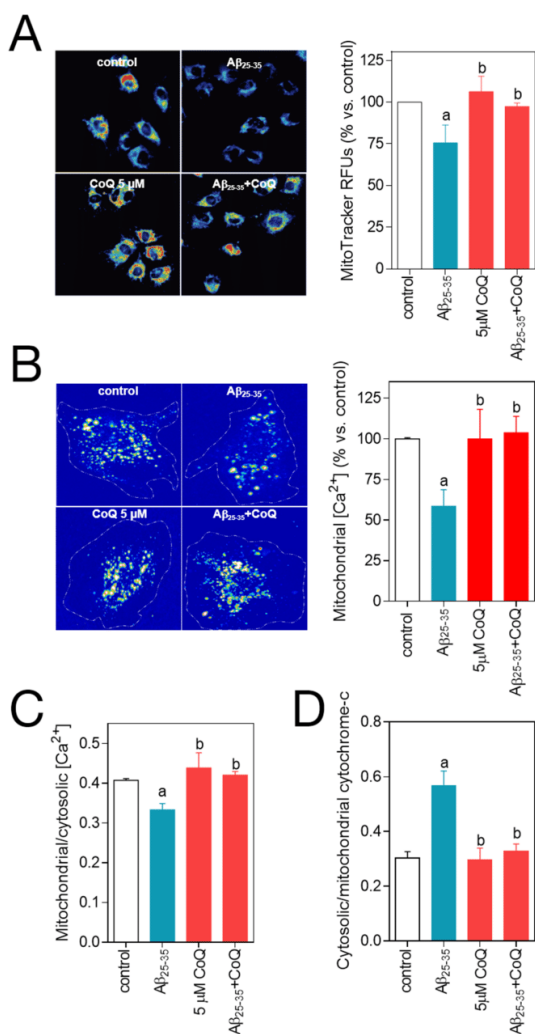 A
control
Aβ25-35
CoQ 5 µM
Aβ25-35+CoQ
MitoTracker RFUs (% vs. control)
125
100
75
50
25
0
a
b
b
control
Aβ25-35
5µM CoQ
Aβ25-35+CoQ
B
control
Aβ25-35
CoQ 5 µM
Aβ25-35+CoQ
Mitochondrial [Ca2+] (% vs. control)
125
100
75
50
25
0
a
b
b
control
Aβ25-35
5µM CoQ
Aβ25-35+CoQ
C
Mitochondrial/cytosolic [Ca2+]
0.5
0.4
0.3
0.2
0.1
0.0
a
b
b
control
Aβ25-35
5 µM CoQ
Aβ25-35+CoQ
D
Cytosolic/mitochondrial cytochrome-c
0.8
0.6
0.4
0.2
0.0
a
b
b
control
Aβ25-35
5µM CoQ
Aβ25-35+CoQ